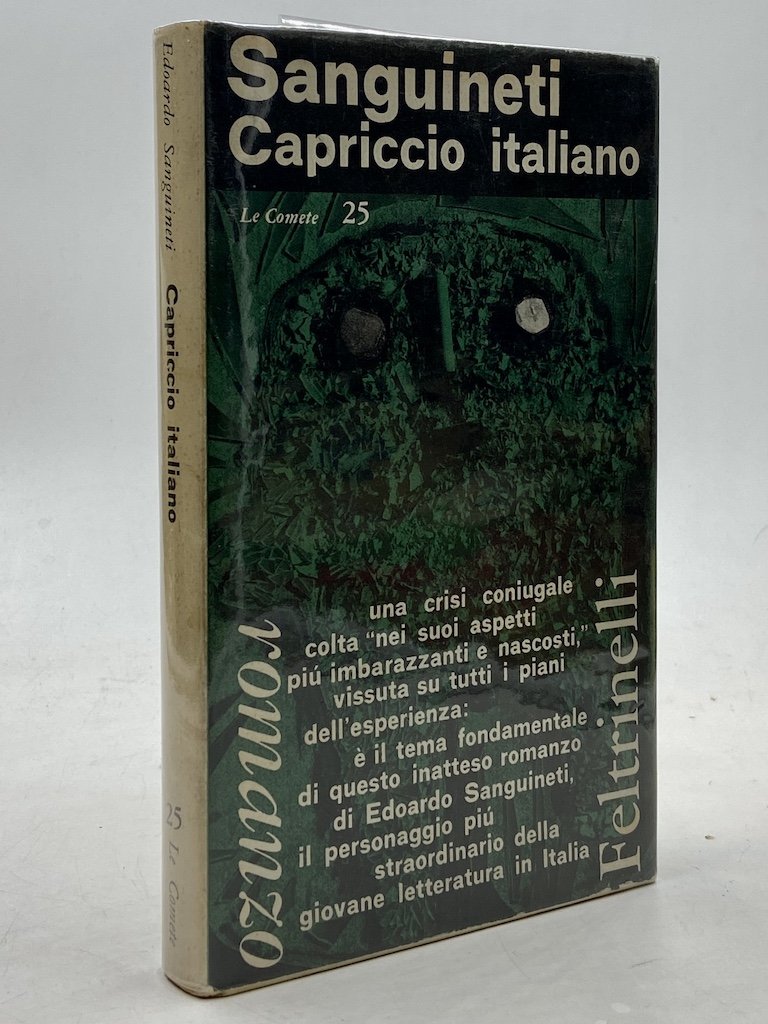 Sanguineti
Capriccio italiano
Le Comete 25
una crisi coniugale
colta “nei suoi aspetti
piú imbarazzanti e nascosti,”
vissuta su tutti i piani
dell'esperienza:
è il tema fondamentale
di questo inatteso romanzo
di Edoardo Sanguineti,
il personaggio piú
straordinario della
giovane letteratura in Italia
romanzo
Feltrinelli
Edoardo Sanguineti Capriccio italiano 25 Le Comete